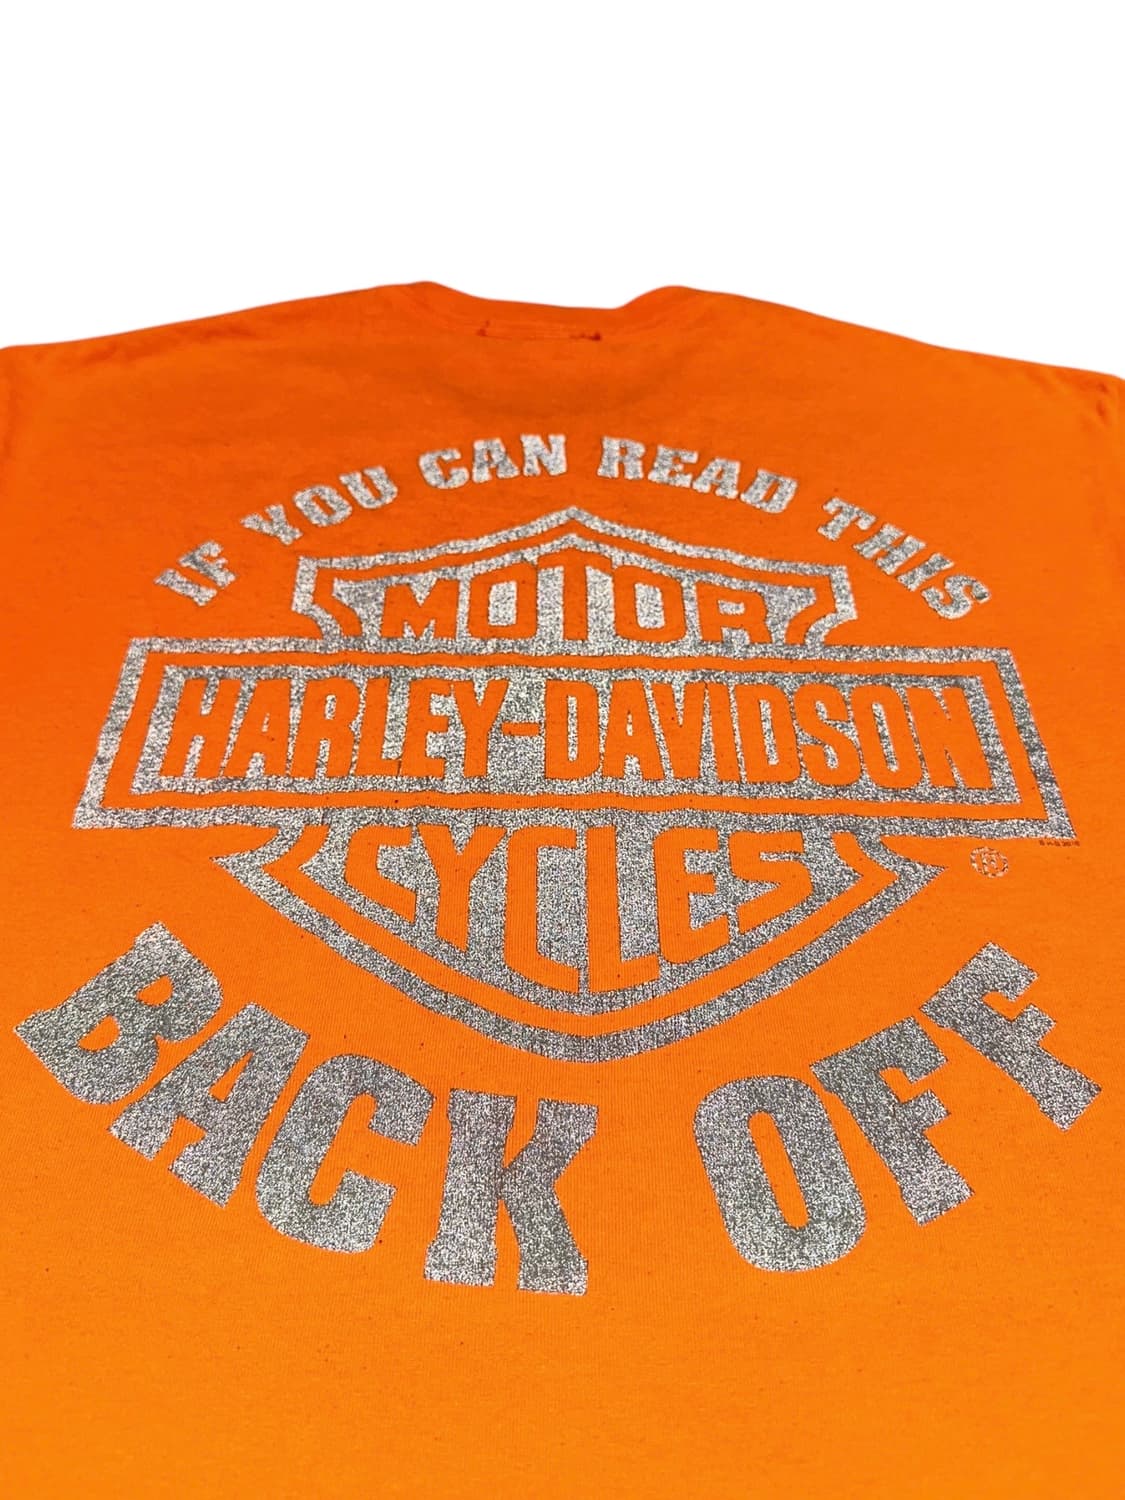 IF YOU CAN READ THIS
MOTOR
HARLEY-DAVIDSON
CYCLES
BACK OFF